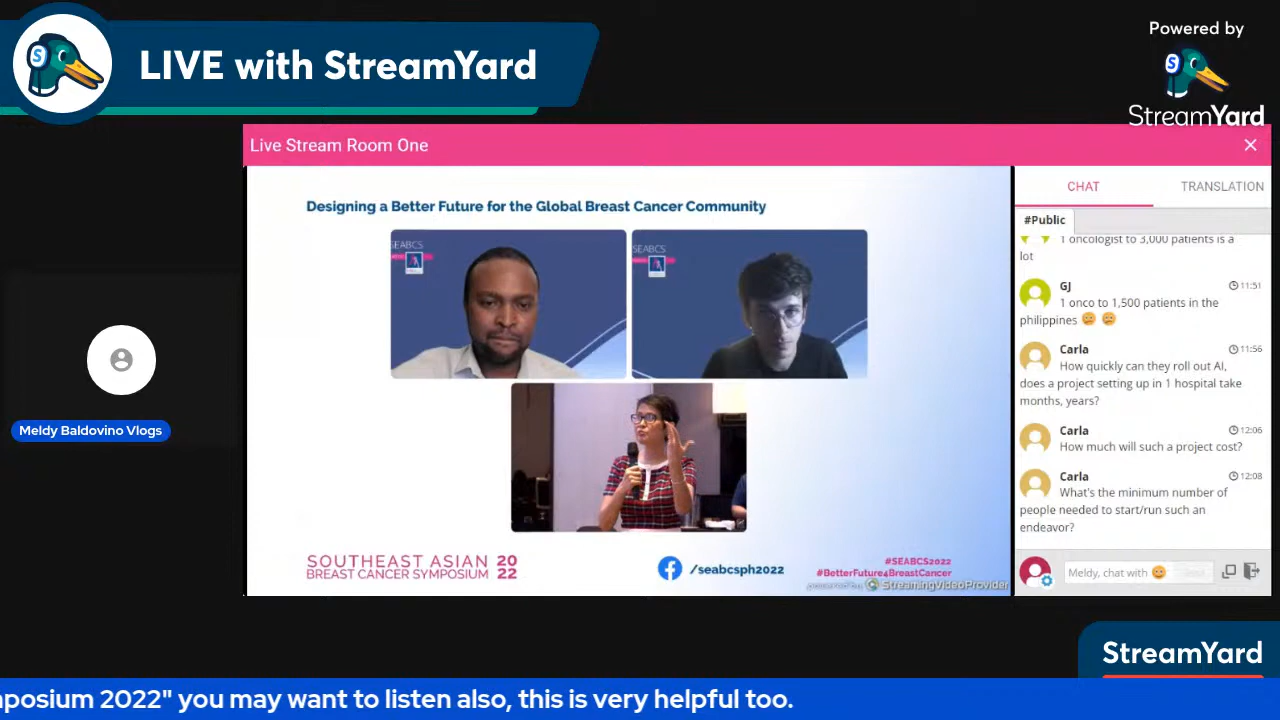 LIVE with StreamYard
Powered by
StreamYard
Live Stream Room One
Designing a Better Future for the Global Breast Cancer Community
SEABCS
SEABCS
Meldy Baldovino Vlogs
SOUTHEAST ASIAN 20
BREAST CANCER SYMPOSIUM 22
/seabcsph2022
#SEABCS2022
#BetterFuture4BreastCancer
powered by StreamingVideoProvider
CHAT TRANSLATION
#Public
1 oncologist to 3,000 patients is a
lot
GJ 11:51
1 onco to 1,500 patients in the
philippines
Carla 11:56
How quickly can they roll out AI,
does a project setting up in 1 hospital take
months, years?
Carla 12:06
How much will such a project cost?
Carla 12:08
What's the minimum number of
people needed to start/run such an
endeavor?
Meldy, chat with
StreamYard
mposium 2022" you may want to listen also, this is very helpful too.